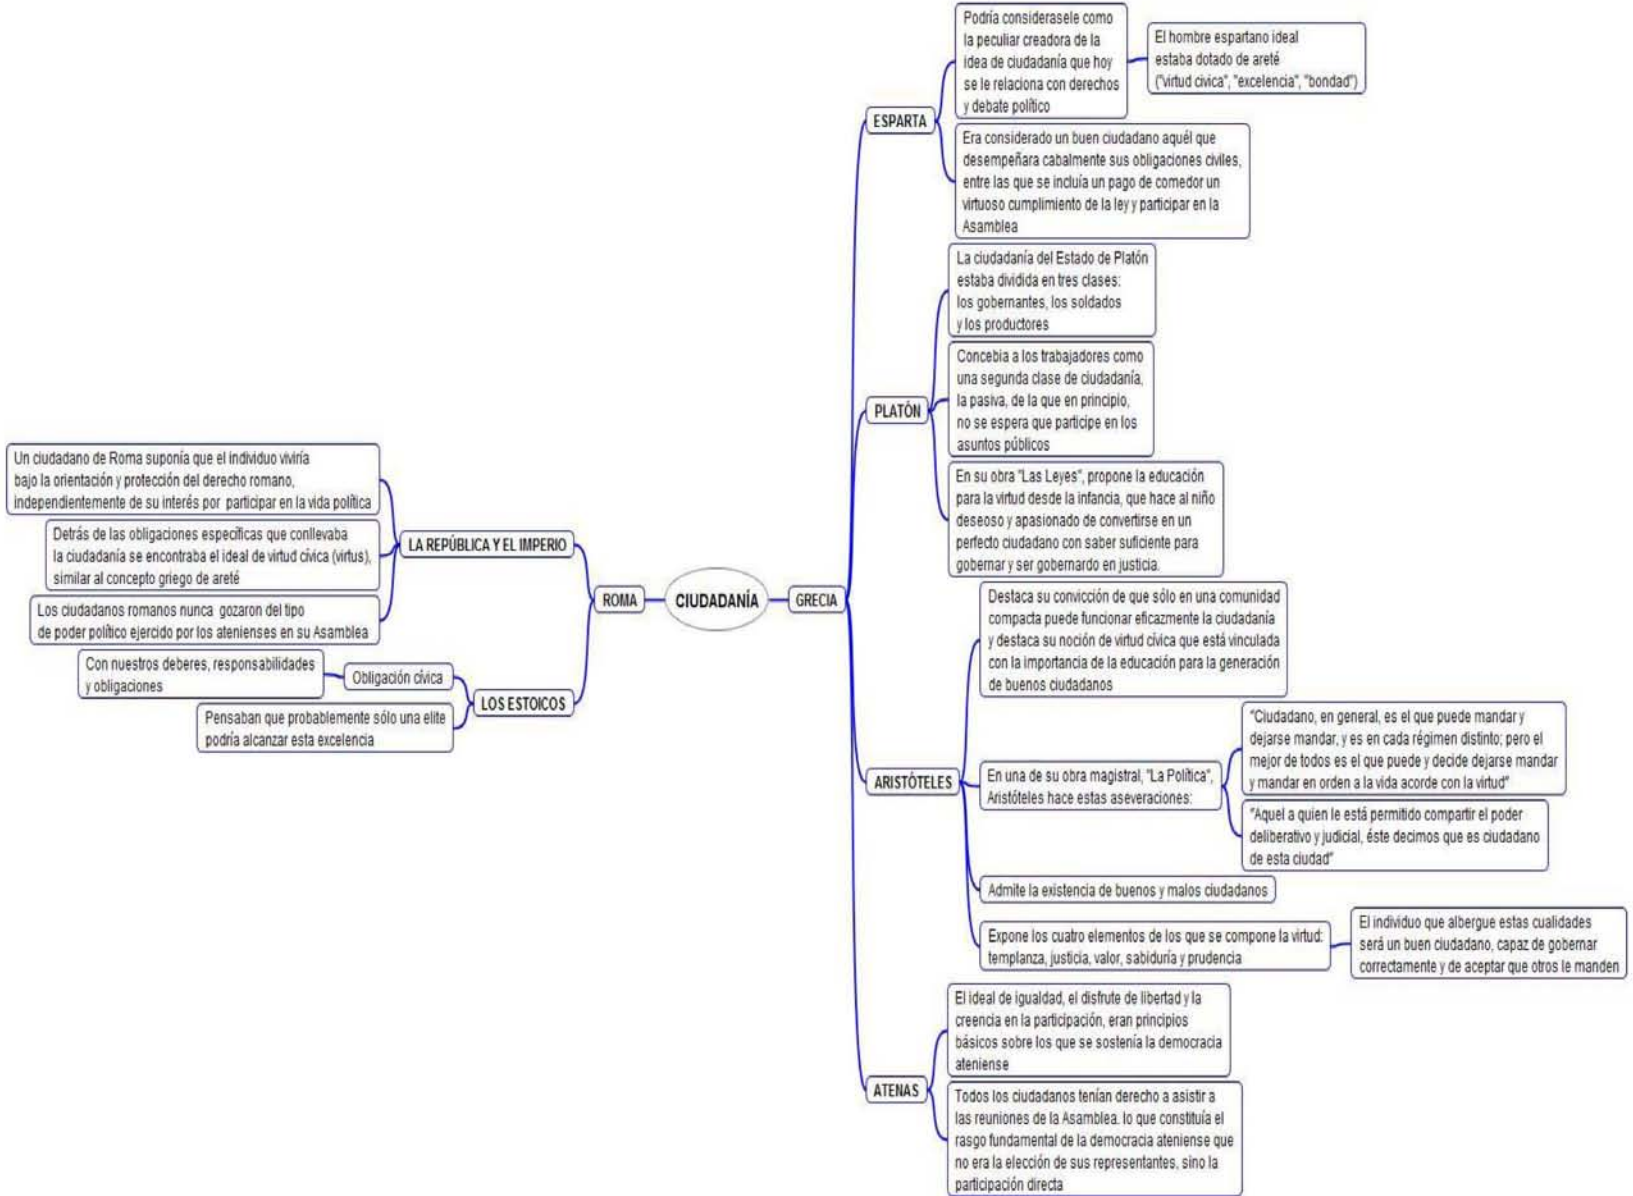 CIUDADANÍA
GRECIA
ESPARTA
Podría considerasele como
la peculiar creadora de la
idea de ciudadanía que hoy
se le relaciona con derechos
y debate político
El hombre espartano ideal
estaba dotado de areté
("virtud civica", "excelencia", "bondad")
Era considerado un buen ciudadano aquél que
desempeñara cabalmente sus obligaciones civiles,
entre las que se incluía un pago de comedor un
virtuoso cumplimiento de la ley y participar en la
Asamblea
PLATÓN
La ciudadanía del Estado de Platón
estaba dividida en tres clases:
los gobernantes, los soldados
y los productores
Concebia a los trabajadores como
una segunda clase de ciudadanía,
la pasiva, de la que en principio,
no se espera que participe en los
asuntos públicos
En su obra "Las Leyes", propone la educación
para la virtud desde la infancia, que hace al niño
deseoso y apasionado de convertirse en un
perfecto ciudadano con saber suficiente para
gobernar y ser gobernardo en justicia.
ARISTÓTELES
Destaca su convicción de que sólo en una comunidad
compacta puede funcionar eficazmente la ciudadanía
y destaca su noción de virtud cívica que está vinculada
con la importancia de la educación para la generación
de buenos ciudadanos
En una de su obra magistral, "La Política",
Aristóteles hace estas aseveraciones:
"Ciudadano, en general, es el que puede mandar y
dejarse mandar, y es en cada régimen distinto; pero el
mejor de todos es el que puede y decide dejarse mandar
y mandar en orden a la vida acorde con la virtud"
"Aquel a quien le está permitido compartir el poder
deliberativo y judicial, éste decimos que es ciudadano
de esta ciudad"
Admite la existencia de buenos y malos ciudadanos
Expone los cuatro elementos de los que se compone la virtud:
templanza, justicia, valor, sabiduría y prudencia
El individuo que albergue estas cualidades
será un buen ciudadano, capaz de gobernar
correctamente y de aceptar que otros le manden
ATENAS
El ideal de igualdad, el disfrute de libertad y la
creencia en la participación, eran principios
básicos sobre los que se sostenía la democracia
ateniense
Todos los ciudadanos tenían derecho a asistir a
las reuniones de la Asamblea. lo que constituía el
rasgo fundamental de la democracia ateniense que
no era la elección de sus representantes, sino la
participación directa
ROMA
LA REPÚBLICA Y EL IMPERIO
Un ciudadano de Roma suponía que el individuo viviría
bajo la orientación y protección del derecho romano,
independientemente de su interés por participar en la vida política
Detrás de las obligaciones específicas que conllevaba
la ciudadanía se encontraba el ideal de virtud cívica (virtus),
similar al concepto griego de areté
Los ciudadanos romanos nunca gozaron del tipo
de poder político ejercido por los atenienses en su Asamblea
LOS ESTOICOS
Obligación cívica
Con nuestros deberes, responsabilidades
y obligaciones
Pensaban que probablemente sólo una elite
podría alcanzar esta excelencia